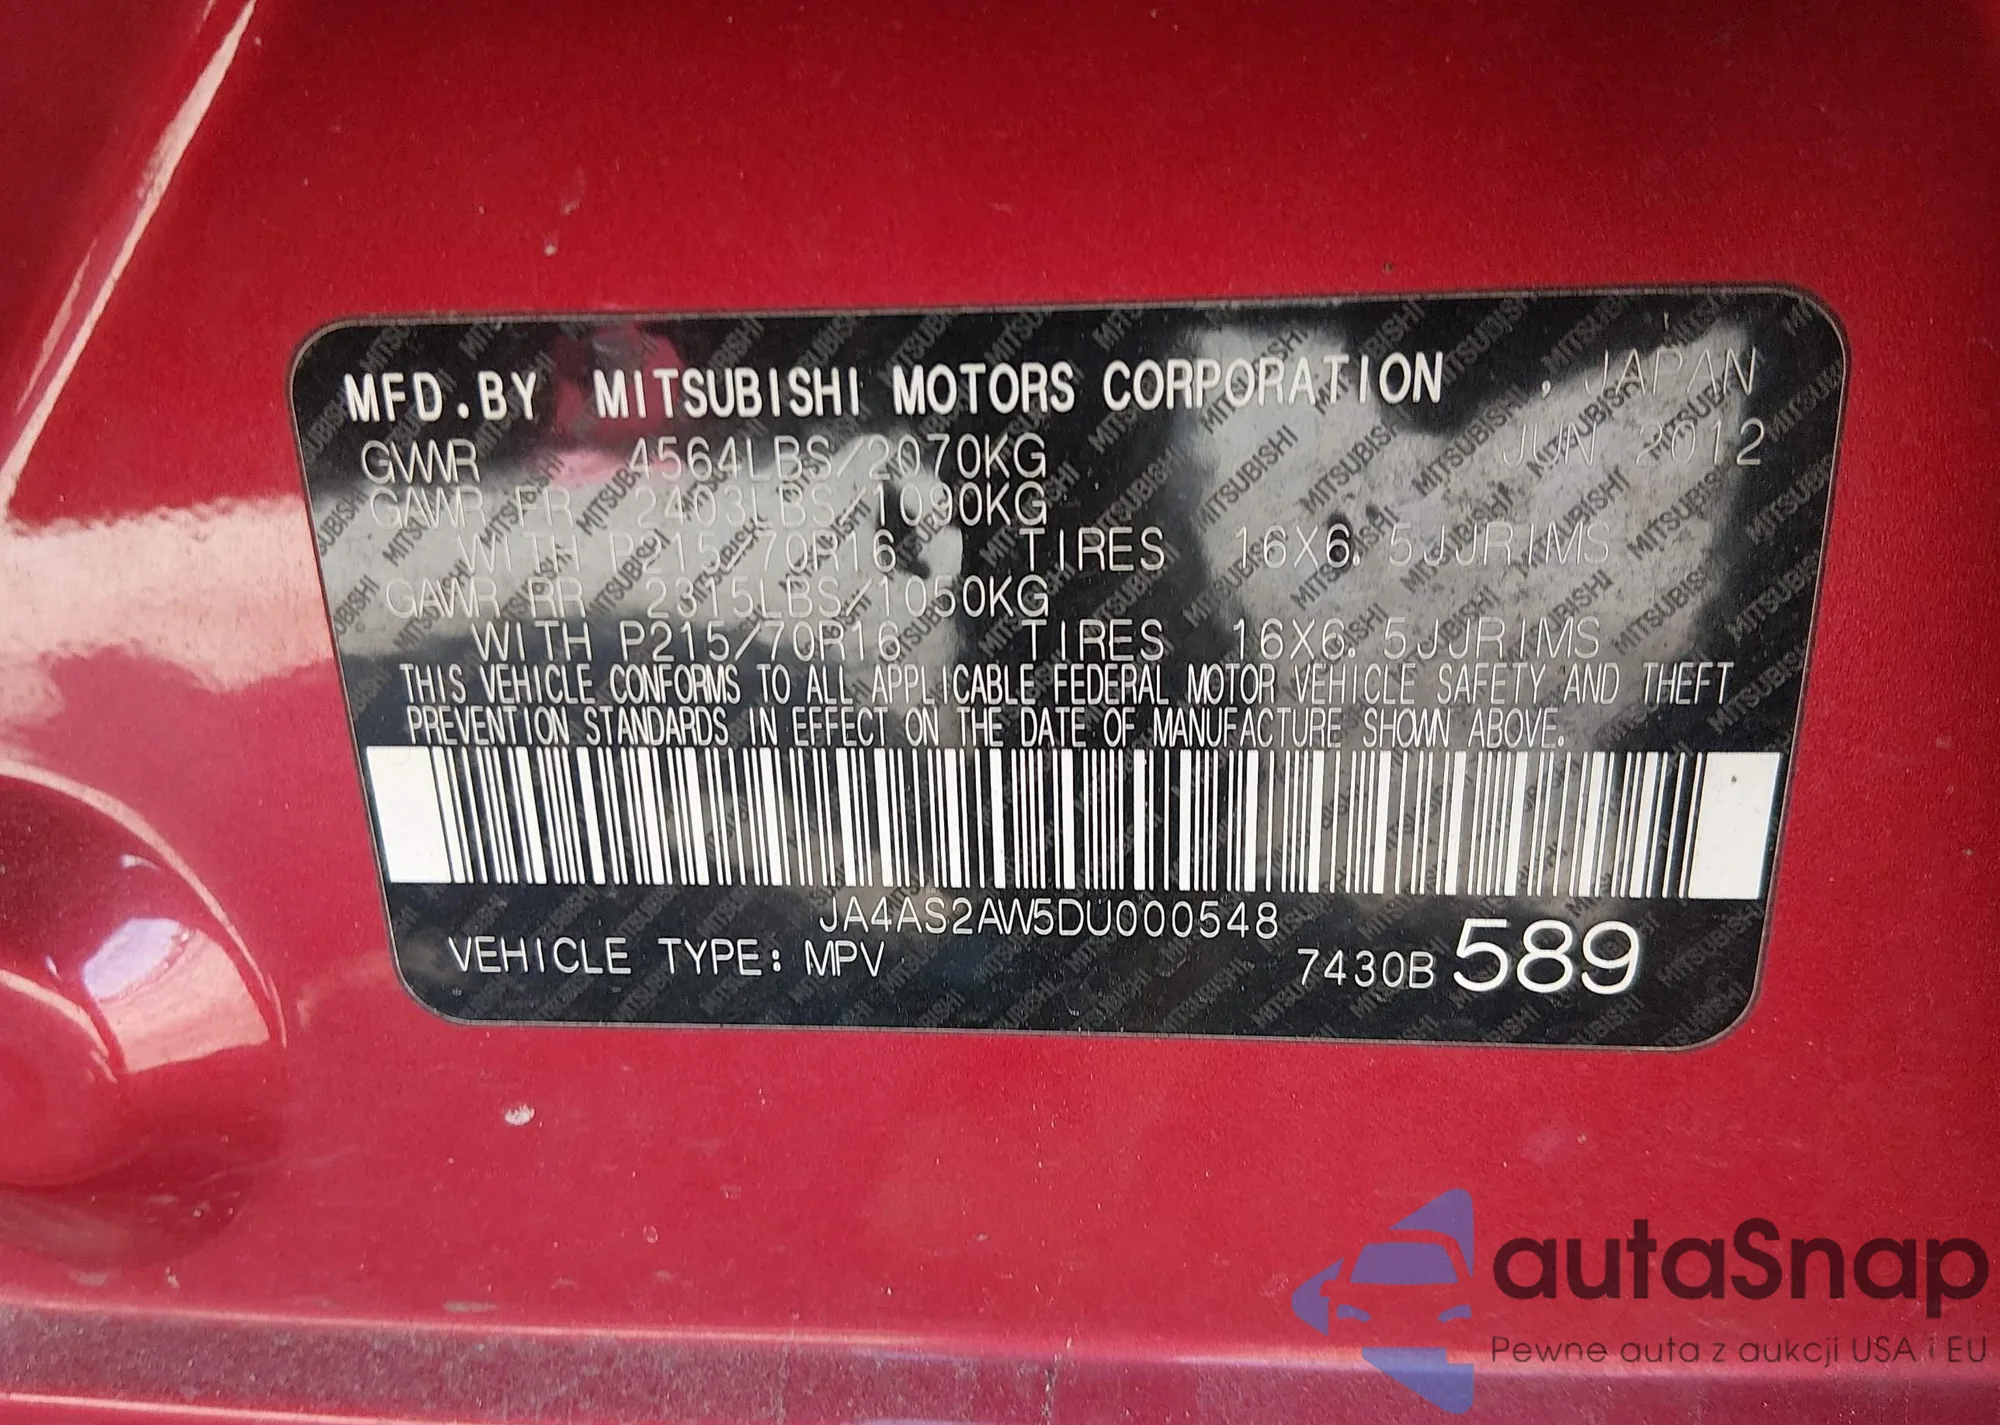 MFD.BY MITSUBISHI MOTORS CORPORATION , JAPAN
GVWR 4564LBS/2070KG JUN 2012
GAWR FR 2403LBS/1090KG
WITH P215/70R16 TIRES 16X6.5JJRIMS
GAWR RR 2315LBS/1050KG
WITH P215/70R16 TIRES 16X6.5JJRIMS
THIS VEHICLE CONFORMS TO ALL APPLICABLE FEDERAL MOTOR VEHICLE SAFETY AND THEFT
PREVENTION STANDARDS IN EFFECT ON THE DATE OF MANUFACTURE SHOWN ABOVE.
JA4AS2AW5DU000548
VEHICLE TYPE: MPV 7430B 589
autaSnap
Pewne auta z aukcji USA i EU